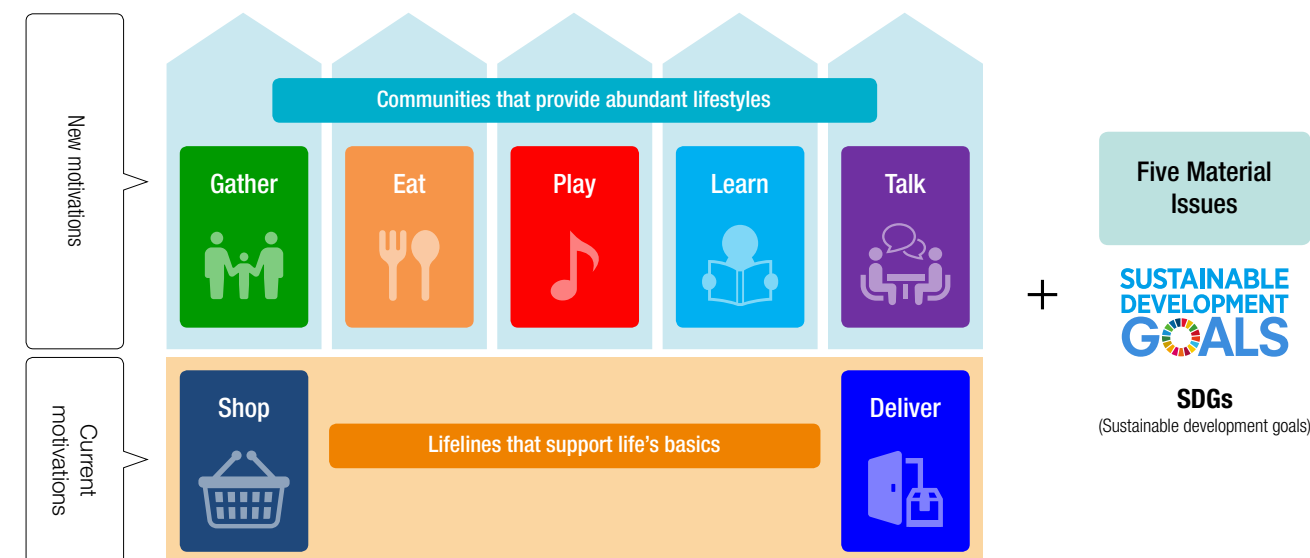 New motivations
Communities that provide abundant lifestyles
Gather
Eat
Play
Learn
Talk
Current
motivations
Shop
Lifelines that support life's basics
Deliver
+
Five Material
Issues
SUSTAINABLE
DEVELOPMENT
GOALS
SDGs
(Sustainable development goals)